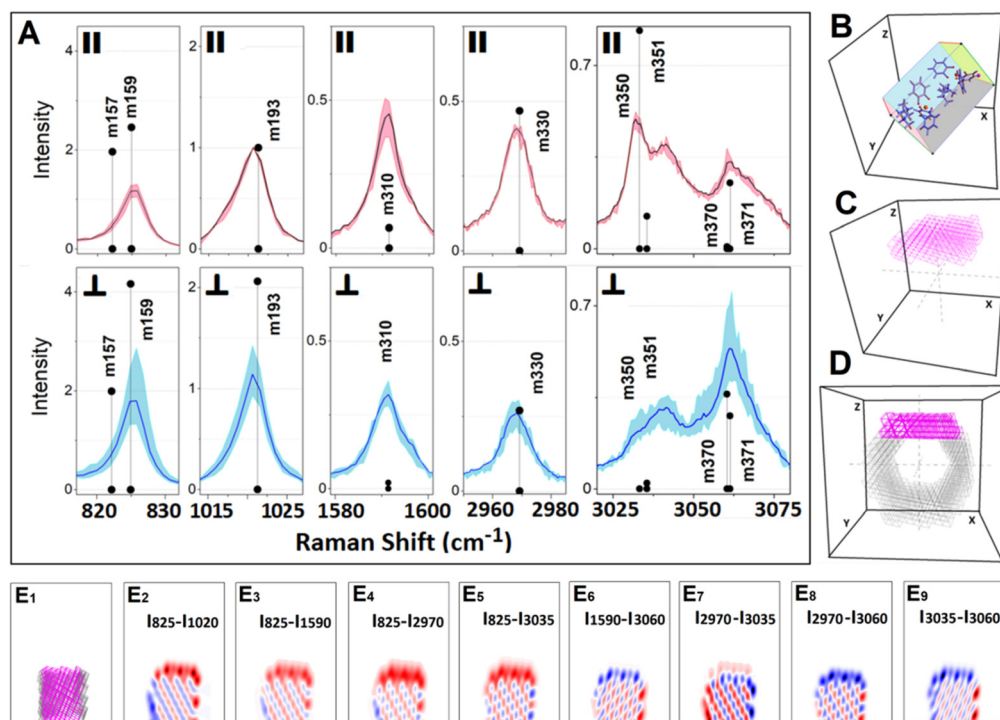 A
II II II II II
Intensity
4
2
0
m157
m159
2
1
0
m193
0.5
0
m310
0.5
0
m330
0.7
0
m350
m351
m370
m371
⊥ ⊥ ⊥ ⊥ ⊥
Intensity
4
2
0
m157
m159
2
1
0
m193
0.5
0
m310
0.5
0
m330
0.7
0
m350
m351
m370
m371
820 830 1015 1025 1580 1600 2960 2980 3025 3050 3075
Raman Shift (cm-1)
B
Z
X
Y
C
Z
X
Y
D
Z
X
Y
E1 E2 E3 E4 E5 E6 E7 E8 E9
I825-I1020 I825-I1590 I825-I2970 I825-I3035 I1590-I3060 I2970-I3035 I2970-I3060 I3035-I3060